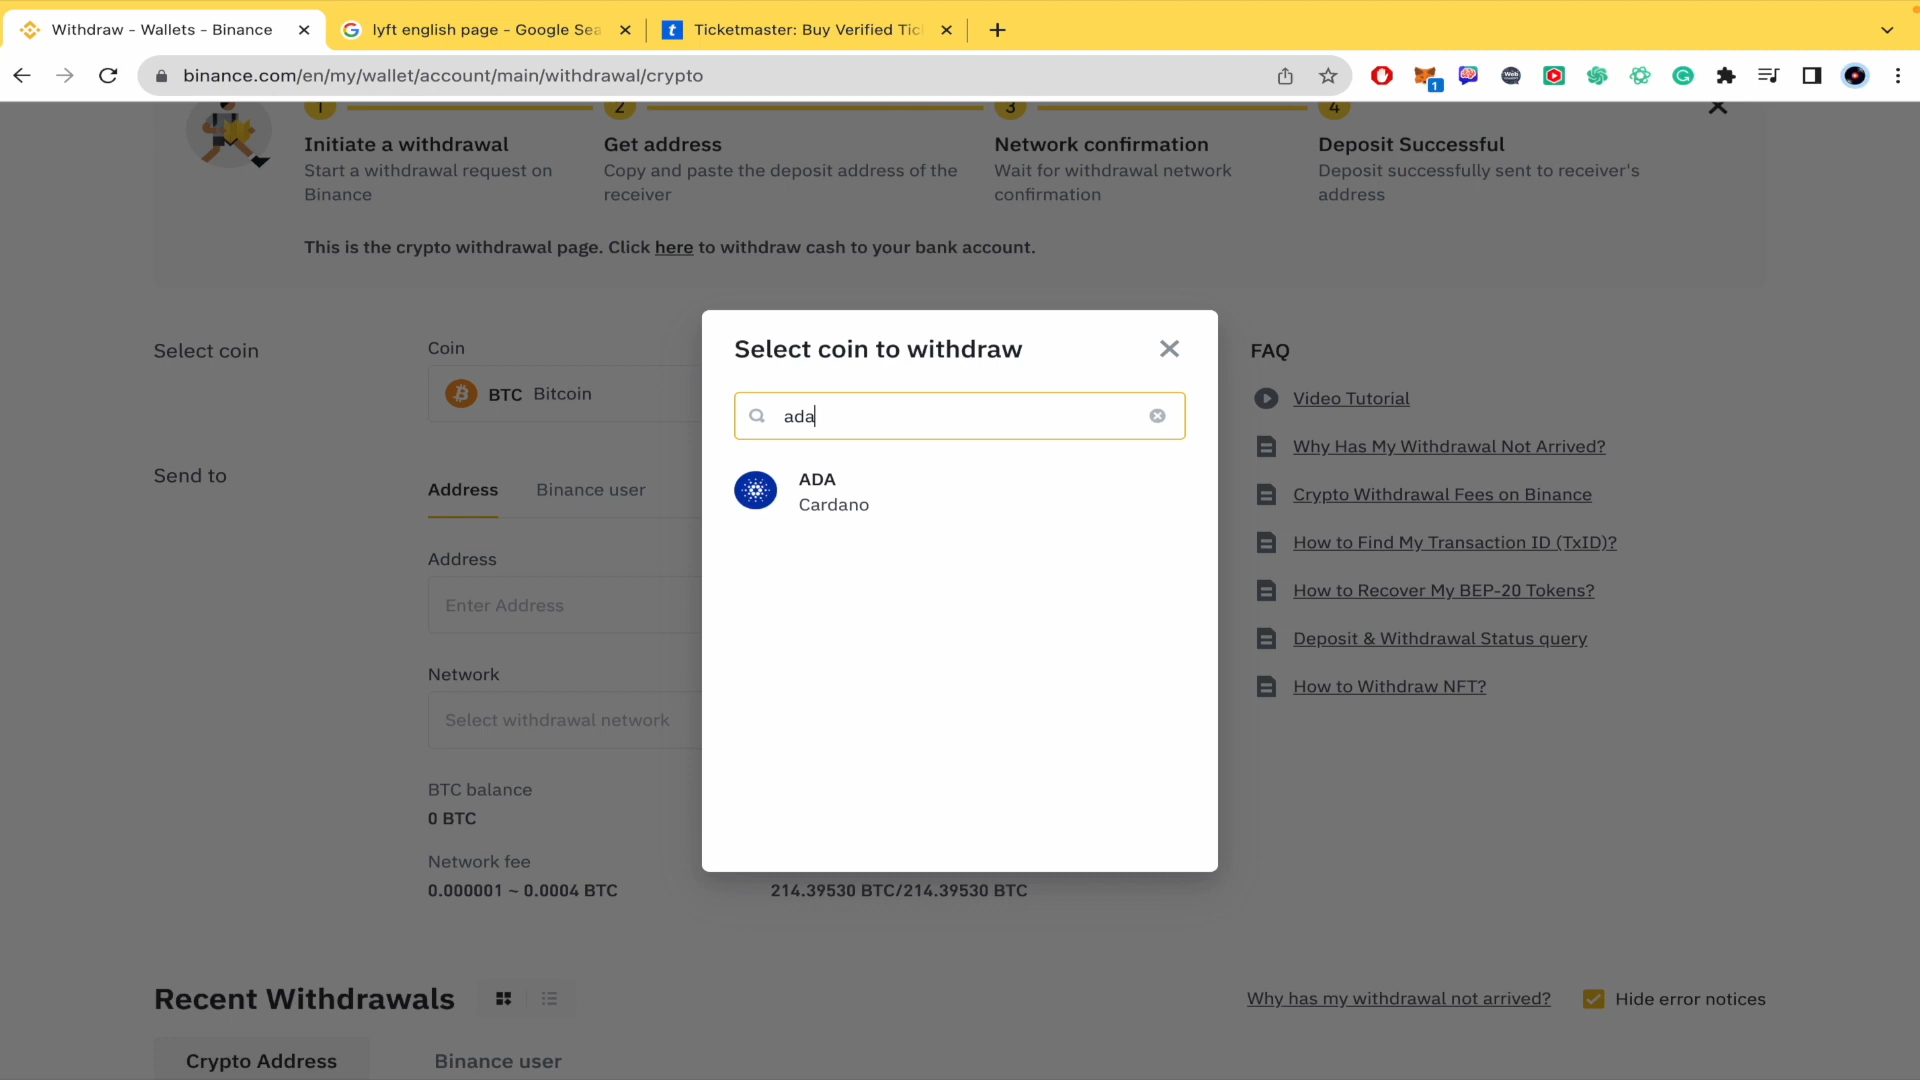 Withdraw - Wallets - Binance
lyft english page - Google Sea
t
Ticketmaster: Buy Verified Tic
binance.com/en/my/wallet/account/main/withdrawal/crypto
1
1
2
3
4
Initiate a withdrawal
Start a withdrawal request on
Binance
Get address
Copy and paste the deposit address of the
receiver
Network confirmation
Wait for withdrawal network
confirmation
Deposit Successful
Deposit successfully sent to receiver's
address
This is the crypto withdrawal page. Click here to withdraw cash to your bank account.
Select coin
Coin
BTC Bitcoin
Send to
Address
Binance user
Address
Enter Address
Network
Select withdrawal network
BTC balance
0 BTC
Network fee
0.000001 ~ 0.0004 BTC
214.39530 BTC/214.39530 BTC
Select coin to withdraw
ada
ADA
Cardano
FAQ
Video Tutorial
Why Has My Withdrawal Not Arrived?
Crypto Withdrawal Fees on Binance
How to Find My Transaction ID (TxID)?
How to Recover My BEP-20 Tokens?
Deposit & Withdrawal Status query
How to Withdraw NFT?
Recent Withdrawals
Why has my withdrawal not arrived?
Hide error notices
Crypto Address
Binance user